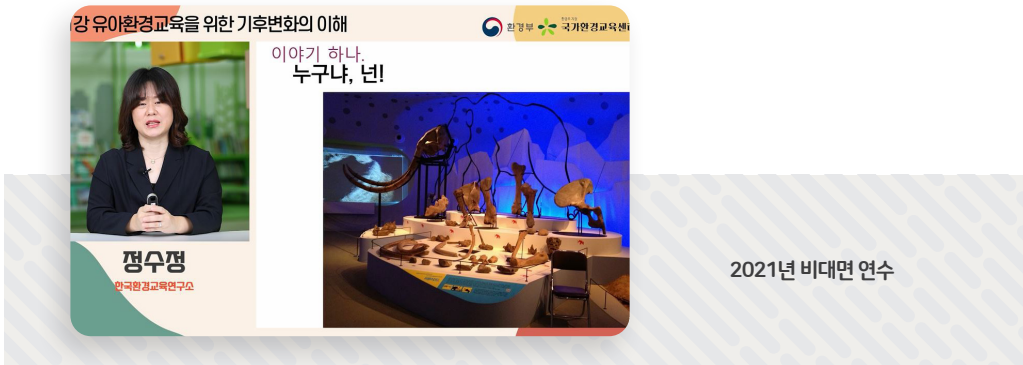 강 유아환경교육을 위한 기후변화의 이해
환경부
국가환경교육센터
이야기 하나.
누구냐, 넌!
정수정
한국환경교육연구소
2021년 비대면 연수